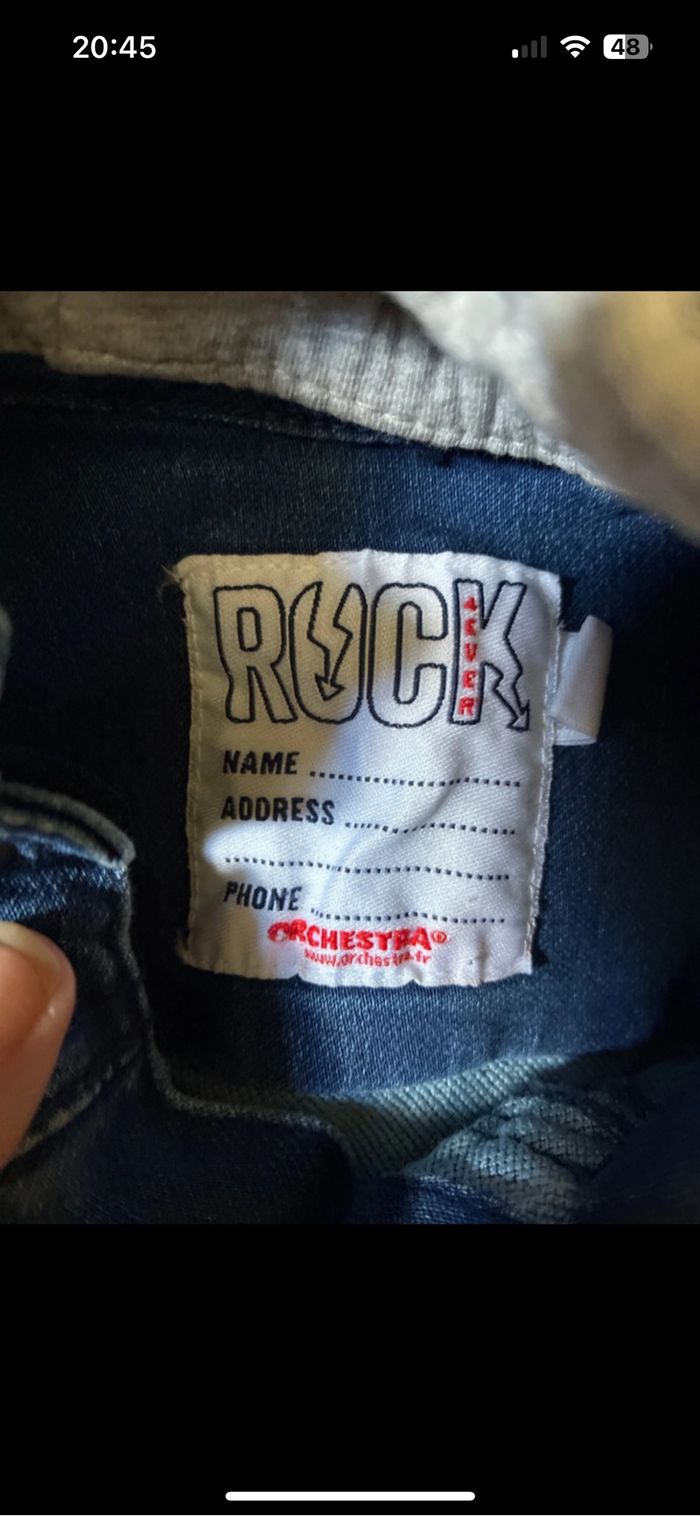 20:45
48
ROCK
4EVER
NAME
ADDRESS
PHONE
ORCHESTRA®
www.orchestra.fr